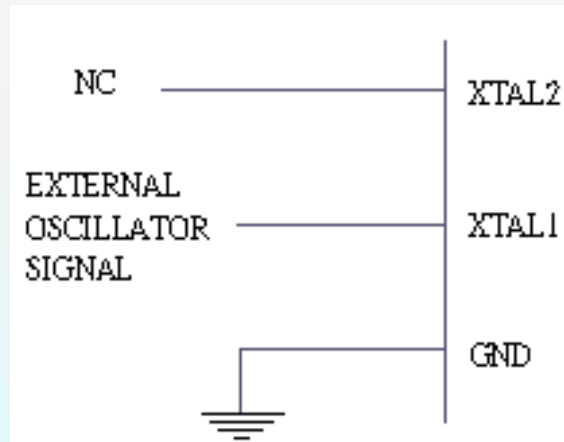 NC
XTAL2
EXTERNAL
OSCILLATOR
SIGNAL
XTAL1
GND